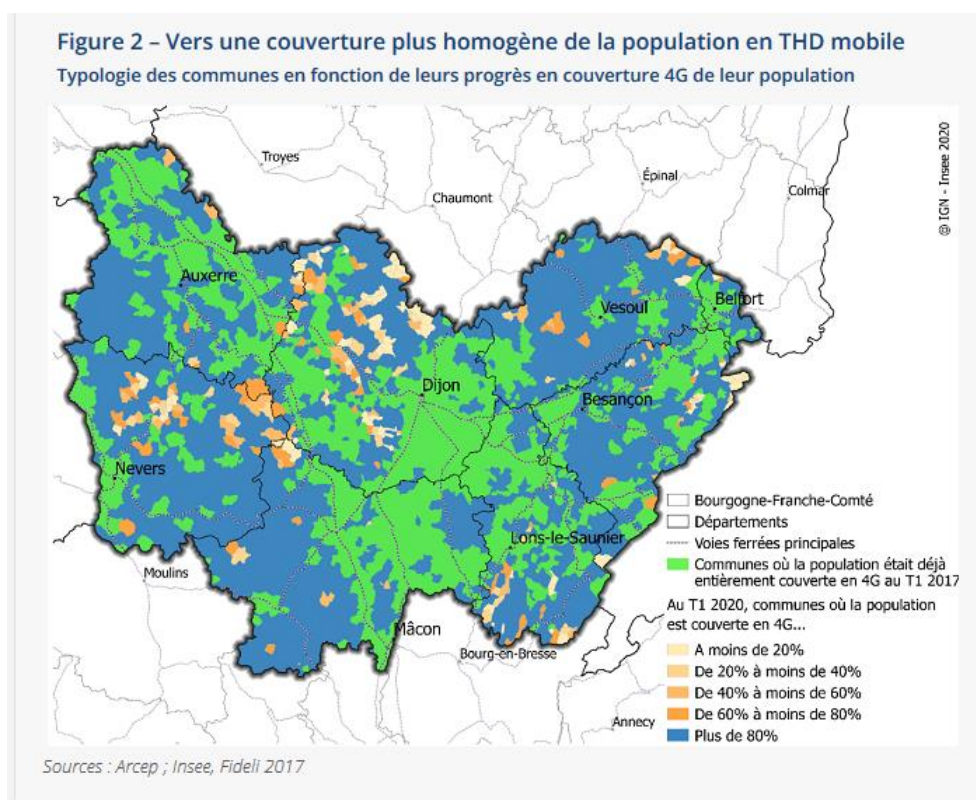 Figure 2 – Vers une couverture plus homogène de la population en THD mobile
Typologie des communes en fonction de leurs progrès en couverture 4G de leur population
© IGN - Insee 2020
Troyes
Épinal
Chaumont
Colmar
Auxerre
Vesoul
Belfort
Dijon
Besançon
Nevers
Lons-le-Saunier
Moulins
Mâcon
Bourg-en-Bresse
Annecy
Bourgogne-Franche-Comté
Départements
Voies ferrées principales
Communes où la population était déjà
entièrement couverte en 4G au T1 2017
Au T1 2020, communes où la population
est couverte en 4G...
A moins de 20%
De 20% à moins de 40%
De 40% à moins de 60%
De 60% à moins de 80%
Plus de 80%
Sources : Arcep ; Insee, Fideli 2017